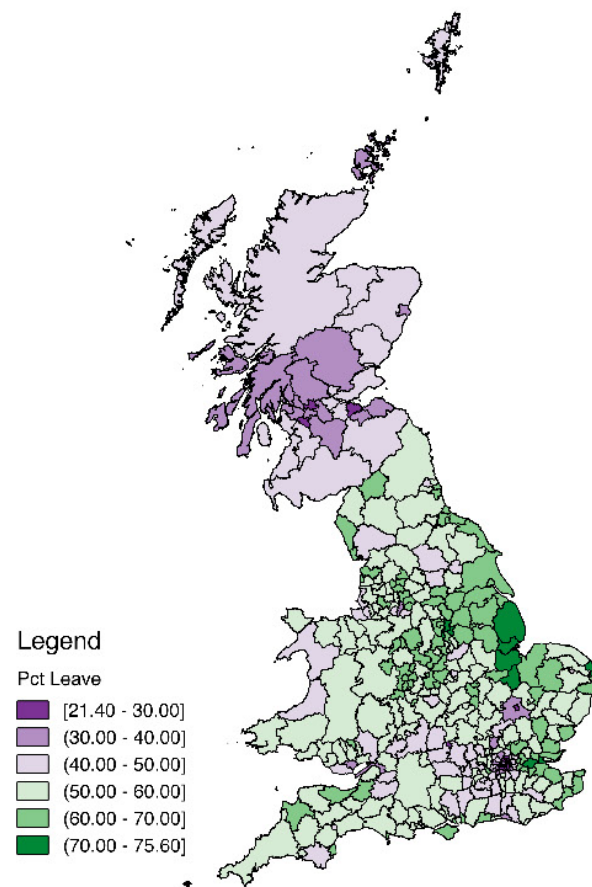 Legend
Pct Leave
[21.40 - 30.00]
(30.00 - 40.00]
(40.00 - 50.00]
(50.00 - 60.00]
(60.00 - 70.00]
(70.00 - 75.60]